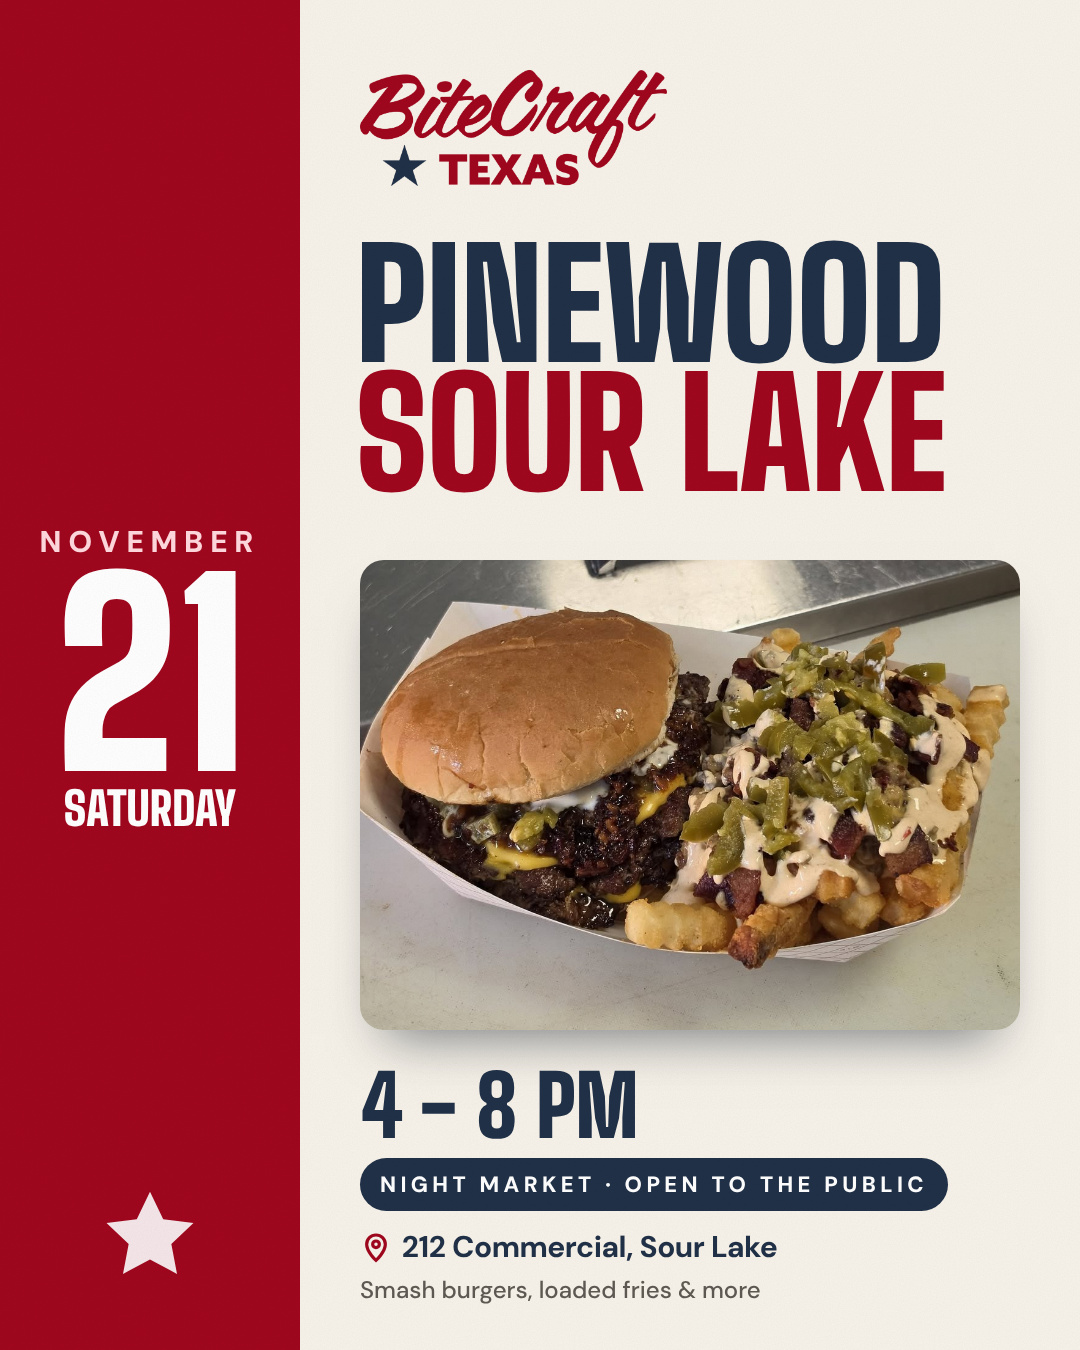 BiteCraft
TEXAS
PINEWOOD
SOUR LAKE
NOVEMBER
21
SATURDAY
4 – 8 PM
NIGHT MARKET · OPEN TO THE PUBLIC
212 Commercial, Sour Lake
Smash burgers, loaded fries & more